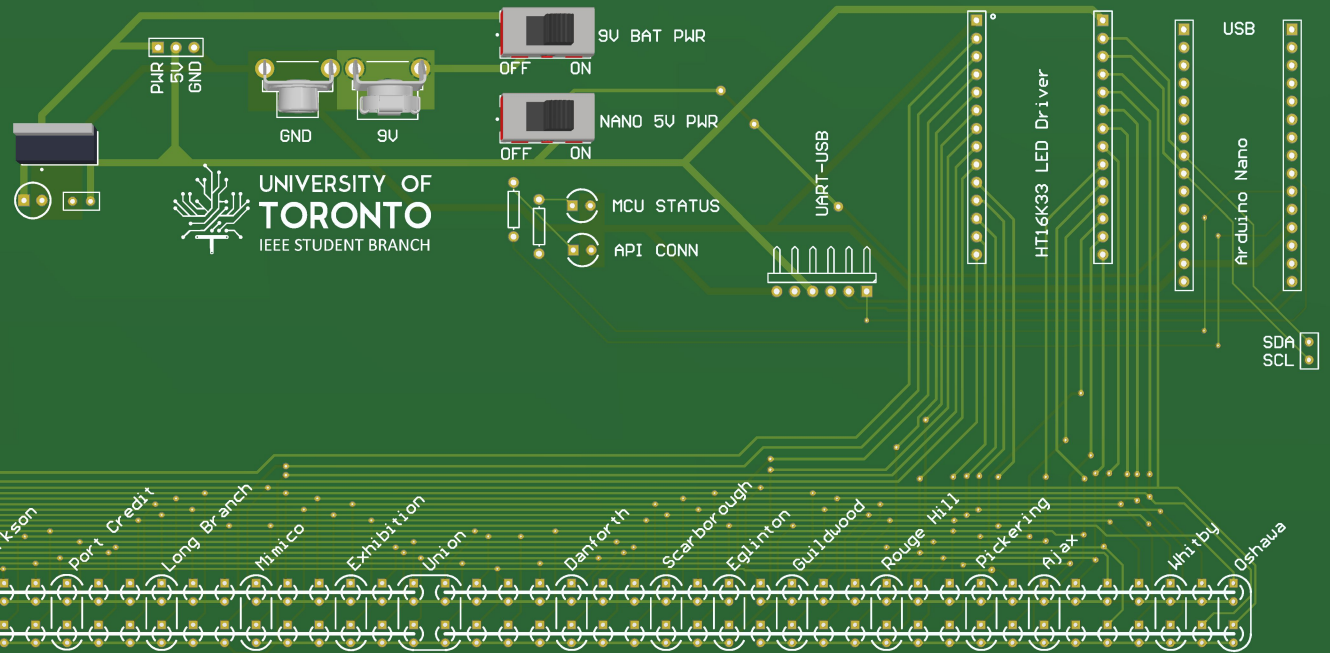 9V BAT PWR
OFF
ON
PWR
5V
GND
GND
9V
NANO 5V PWR
OFF
ON
UNIVERSITY OF
TORONTO
IEEE STUDENT BRANCH
MCU STATUS
API CONN
UART-USB
HT16K33 LED Driver
USB
Arduino Nano
SDA
SCL
Port Credit
Long Branch
Mimico
Exhibition
Union
Danforth
Scarborough
Eglinton
Guildwood
Rouge Hill
Pickering
Ajax
Whitby
Oshawa